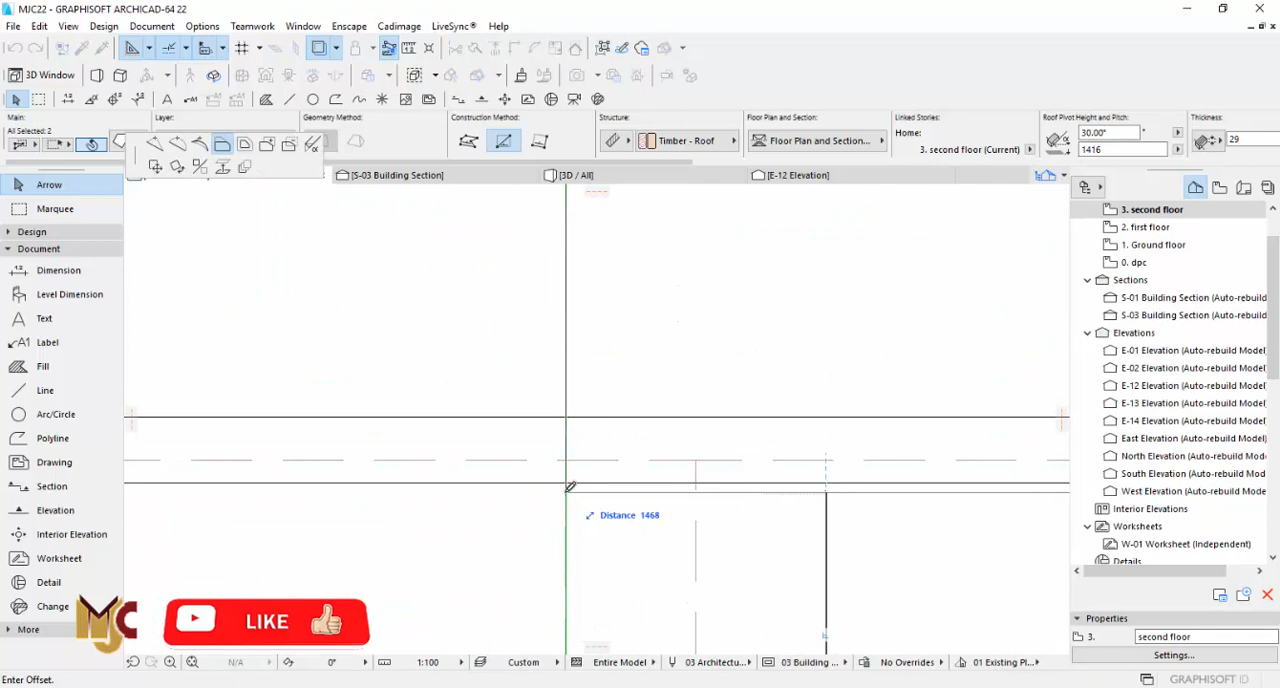 MJC22 - GRAPHISOFT ARCHICAD-64 22
File Edit View Design Document Options Teamwork Window Enscape Cadimage LiveSync® Help
3D Window
Main: Layer: Geometry Method: Construction Method: Structure: Floor Plan and Section: Linked Stories: Roof Pivot Height and Pitch: Thickness:
All Selected: 2
Timber - Roof
Floor Plan and Section...
Home:
3. second floor (Current)
30.00°
1416
29
[S-03 Building Section]
[3D / All]
[E-12 Elevation]
Arrow
Marquee
Design
Document
Dimension
Level Dimension
Text
Label
Fill
Line
Arc/Circle
Polyline
Drawing
Section
Elevation
Interior Elevation
Worksheet
Detail
Change
More
Distance 1468
MJC
LIKE
3. second floor
2. first floor
1. Ground floor
0. dpc
Sections
S-01 Building Section (Auto-rebuild
S-03 Building Section (Auto-rebuild
Elevations
E-01 Elevation (Auto-rebuild Model)
E-02 Elevation (Auto-rebuild Model)
E-12 Elevation (Auto-rebuild Model)
E-13 Elevation (Auto-rebuild Model)
E-14 Elevation (Auto-rebuild Model)
East Elevation (Auto-rebuild Model)
North Elevation (Auto-rebuild Mode
South Elevation (Auto-rebuild Mode
West Elevation (Auto-rebuild Model
Interior Elevations
Worksheets
W-01 Worksheet (Independent)
Details
Properties
3. second floor
Settings...
N/A 0° 1:100 Custom Entire Model 03 Architectu... 03 Building ... No Overrides 01 Existing Pl...
Enter Offset.
GRAPHISOFT ID